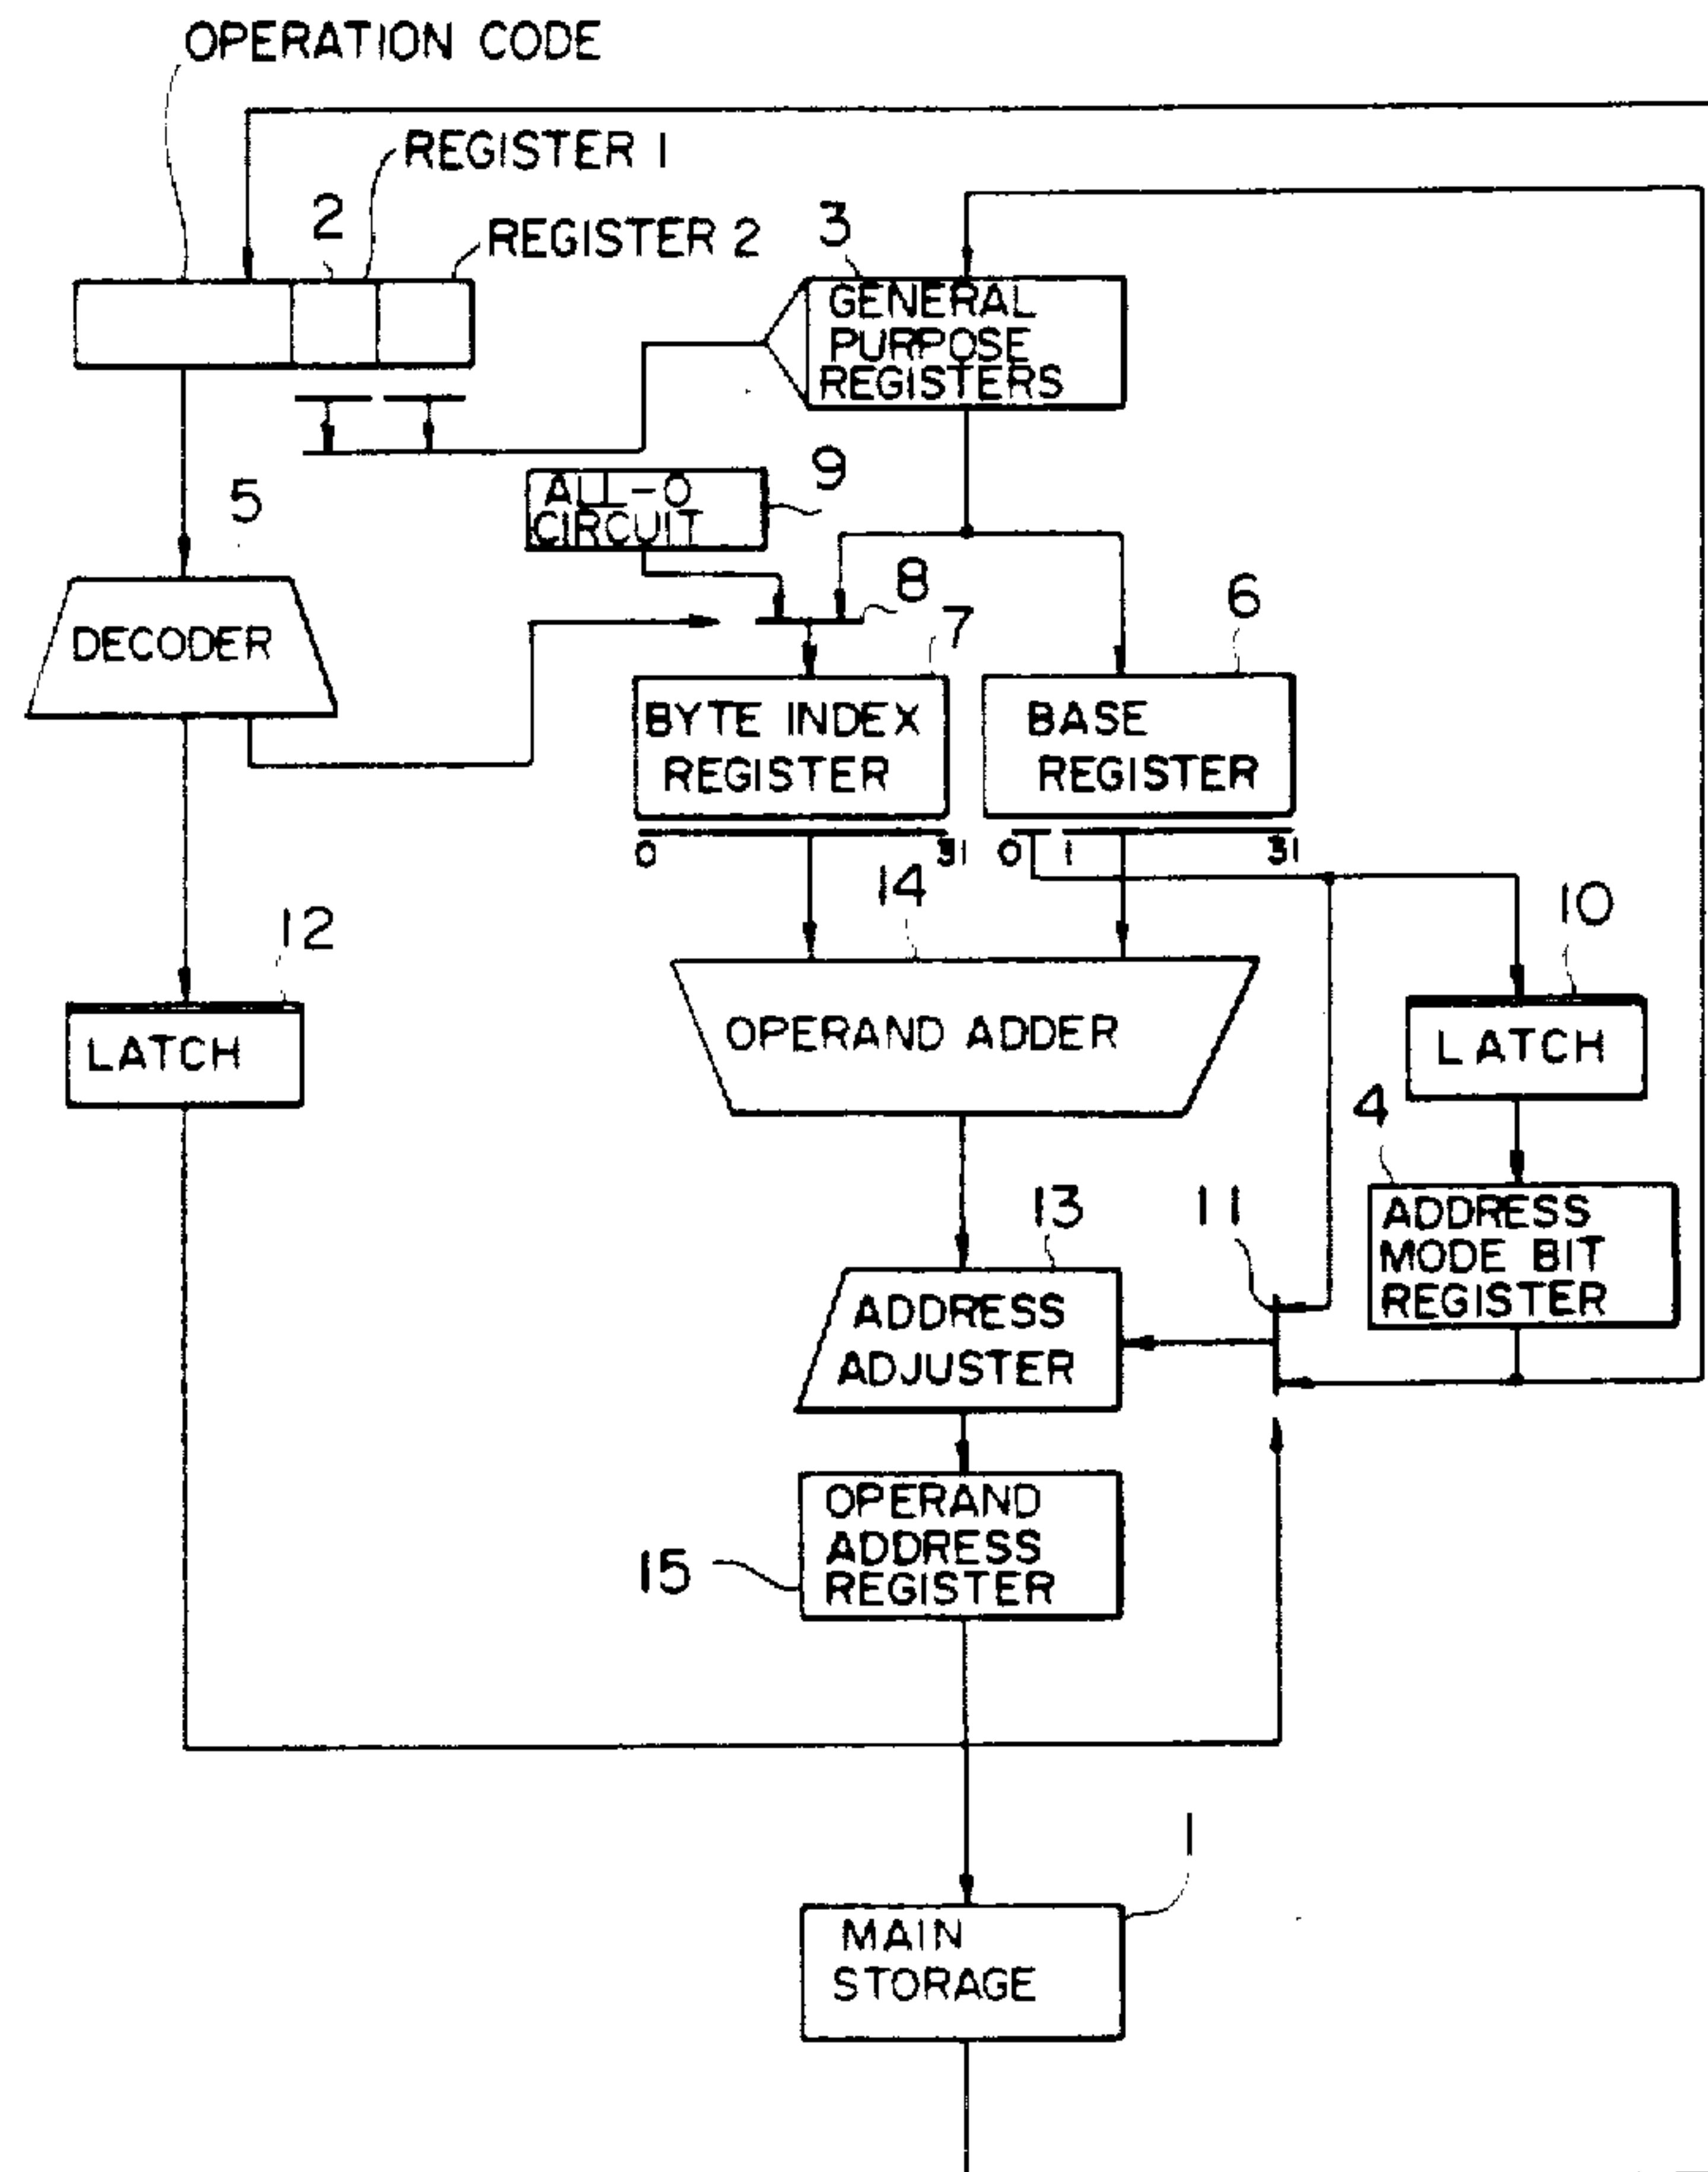 OPERATION CODE
REGISTER 1
2
REGISTER 2
3
GENERAL
PURPOSE
REGISTERS
9
ALL-0
CIRCUIT
5
8
6
7
DECODER
BYTE INDEX
REGISTER
BASE
REGISTER
0
31
0
1
31
14
10
12
LATCH
OPERAND ADDER
LATCH
4
13
11
ADDRESS
MODE BIT
REGISTER
ADDRESS
ADJUSTER
OPERAND
ADDRESS
REGISTER
15
1
MAIN
STORAGE